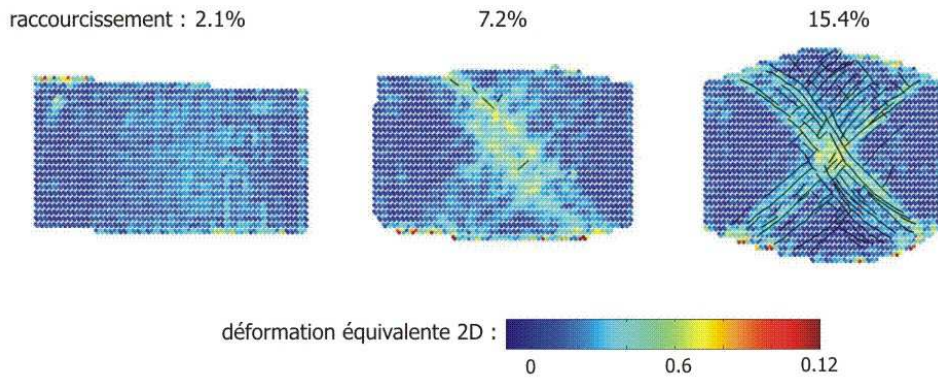 raccourcissement : 2.1% 7.2% 15.4%
déformation équivalente 2D :
0 0.6 0.12